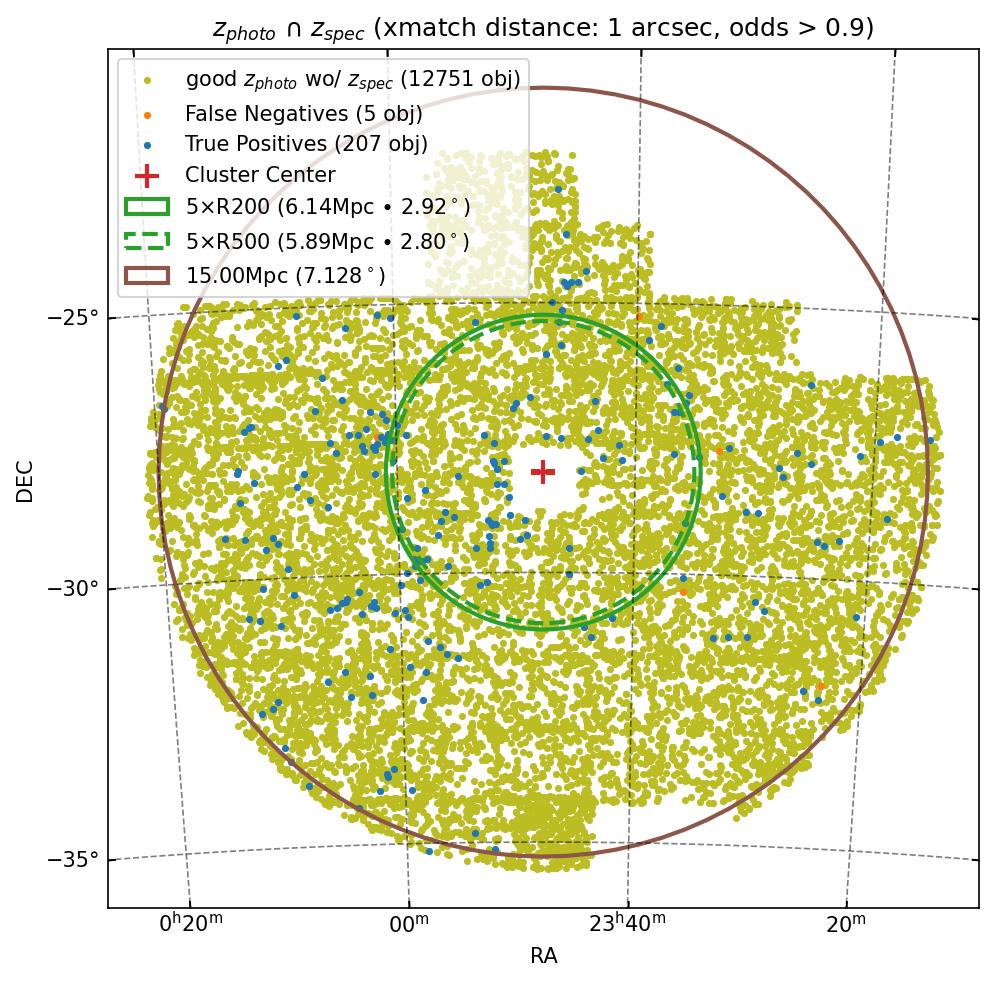 z_photo ∩ z_spec (xmatch distance: 1 arcsec, odds > 0.9)
good z_photo wo/ z_spec (12751 obj)
False Negatives (5 obj)
True Positives (207 obj)
Cluster Center
5×R200 (6.14Mpc • 2.92°)
5×R500 (5.89Mpc • 2.80°)
15.00Mpc (7.128°)
−25°
−30°
−35°
DEC
0h20m 00m 23h40m 20m
RA